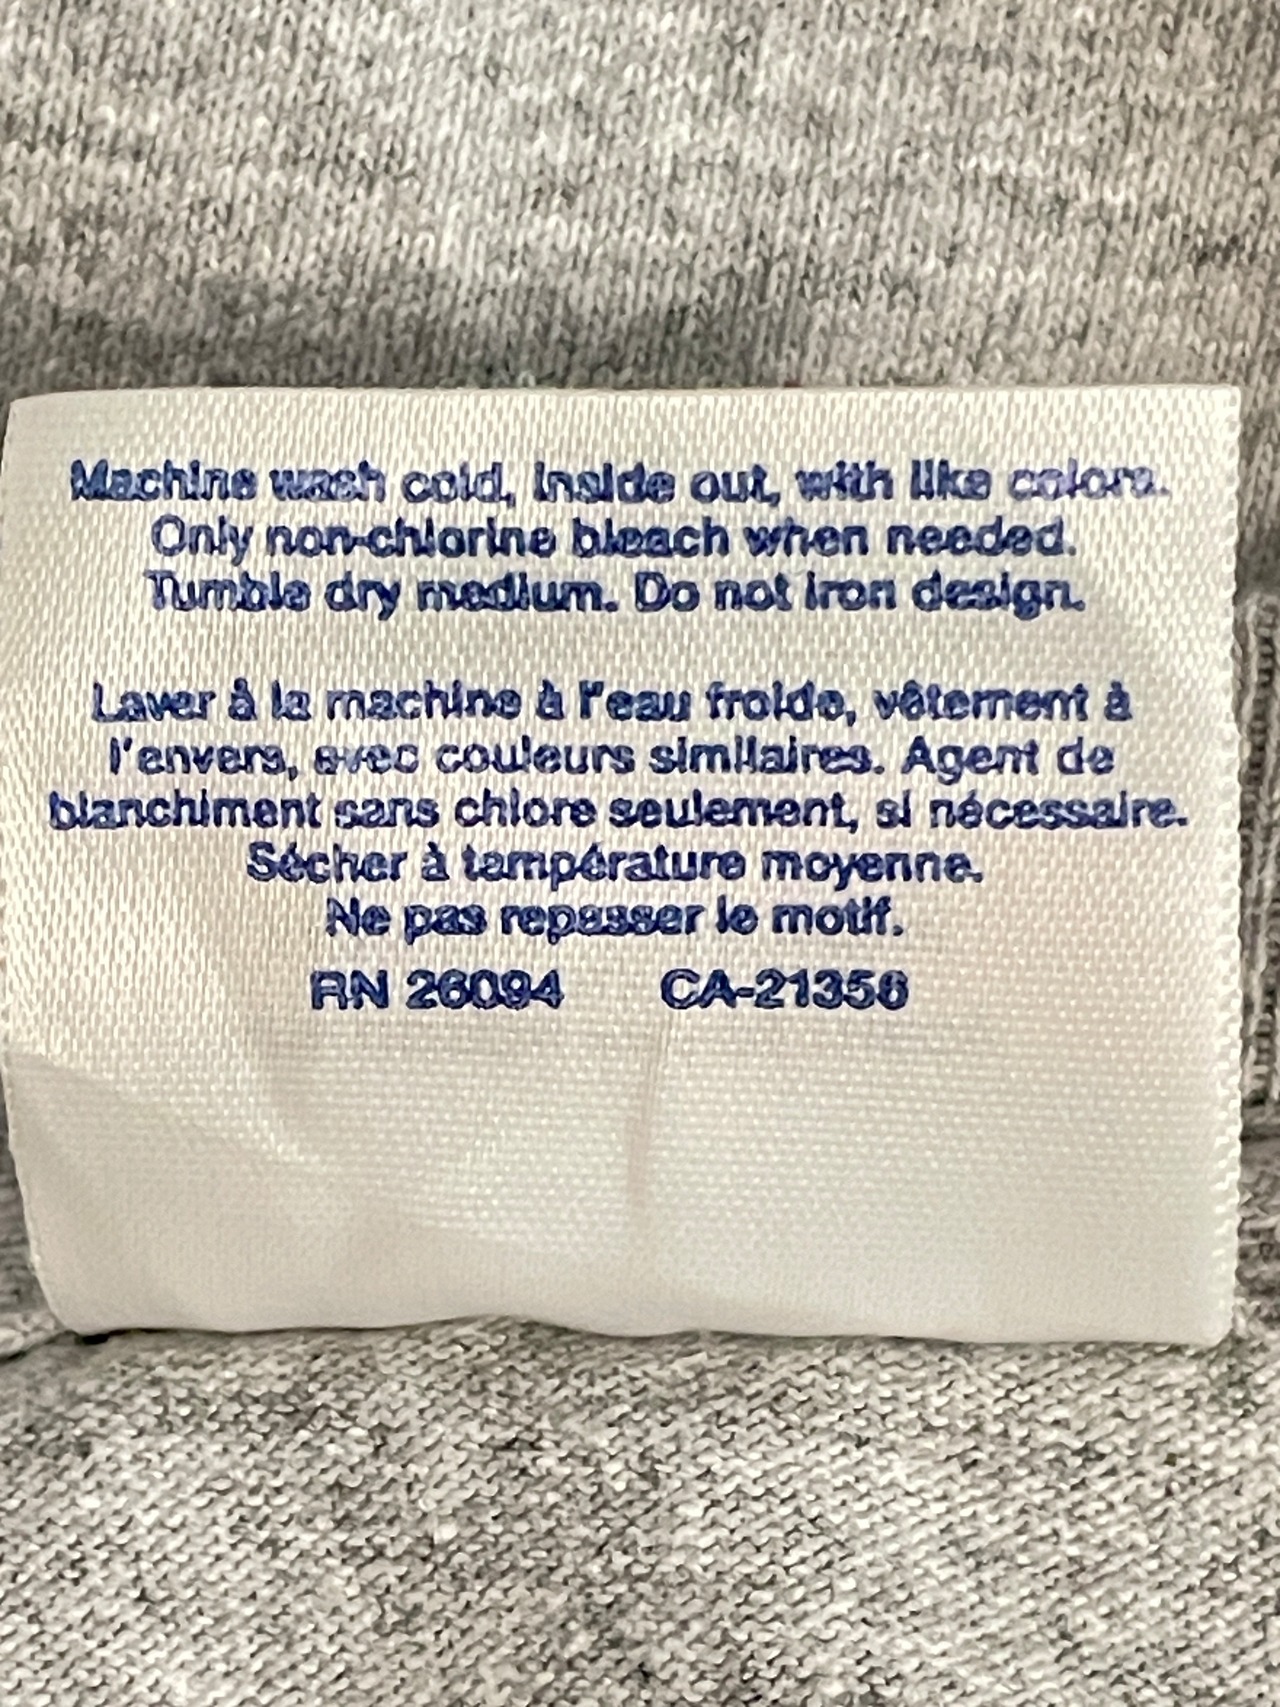 Machine wash cold, inside out, with like colors.
Only non-chlorine bleach when needed.
Tumble dry medium. Do not iron design.
Laver à la machine à l'eau froide, vêtement à
l'envers, avec couleurs similaires. Agent de
blanchiment sans chlore seulement, si nécessaire.
Sécher à température moyenne.
Ne pas repasser le motif.
RN 26094 CA-21356